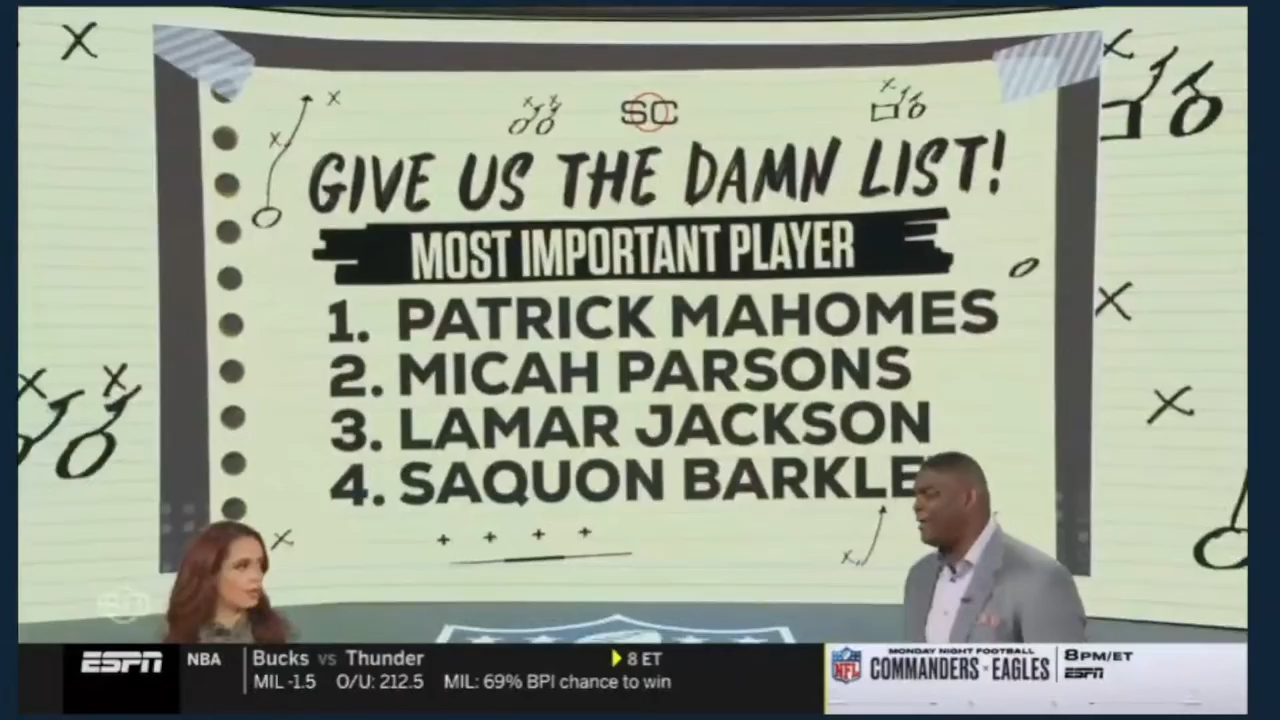 SC
GIVE US THE DAMN LIST!
MOST IMPORTANT PLAYER
1. PATRICK MAHOMES
2. MICAH PARSONS
3. LAMAR JACKSON
4. SAQUON BARKLE
ESPN
NBA
Bucks vs Thunder 8 ET
MIL -1.5 O/U: 212.5 MIL: 69% BPI chance to win
NFL
MONDAY NIGHT FOOTBALL
COMMANDERS - EAGLES
8PM/ET
ESPN